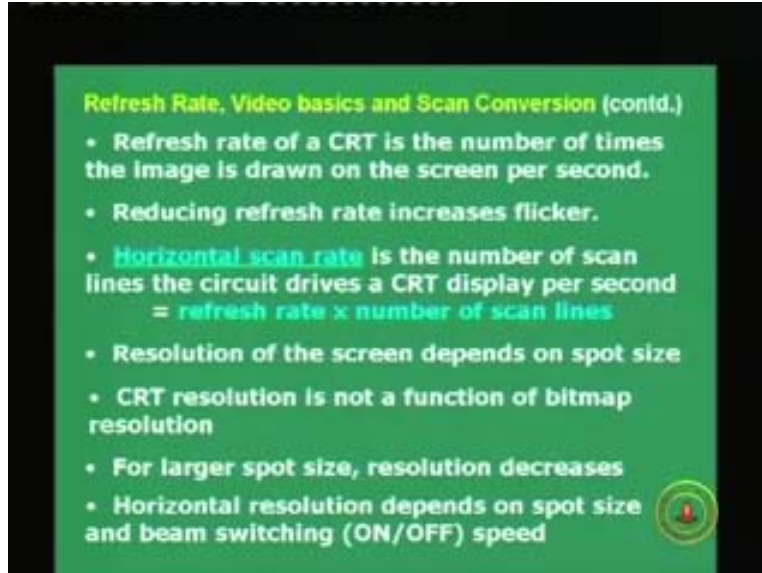 Refresh Rate, Video basics and Scan Conversion (contd.)
• Refresh rate of a CRT is the number of times
the image is drawn on the screen per second.
• Reducing refresh rate increases flicker.
• Horizontal scan rate is the number of scan
lines the circuit drives a CRT display per second
= refresh rate x number of scan lines
• Resolution of the screen depends on spot size
• CRT resolution is not a function of bitmap
resolution
• For larger spot size, resolution decreases
• Horizontal resolution depends on spot size
and beam switching (ON/OFF) speed